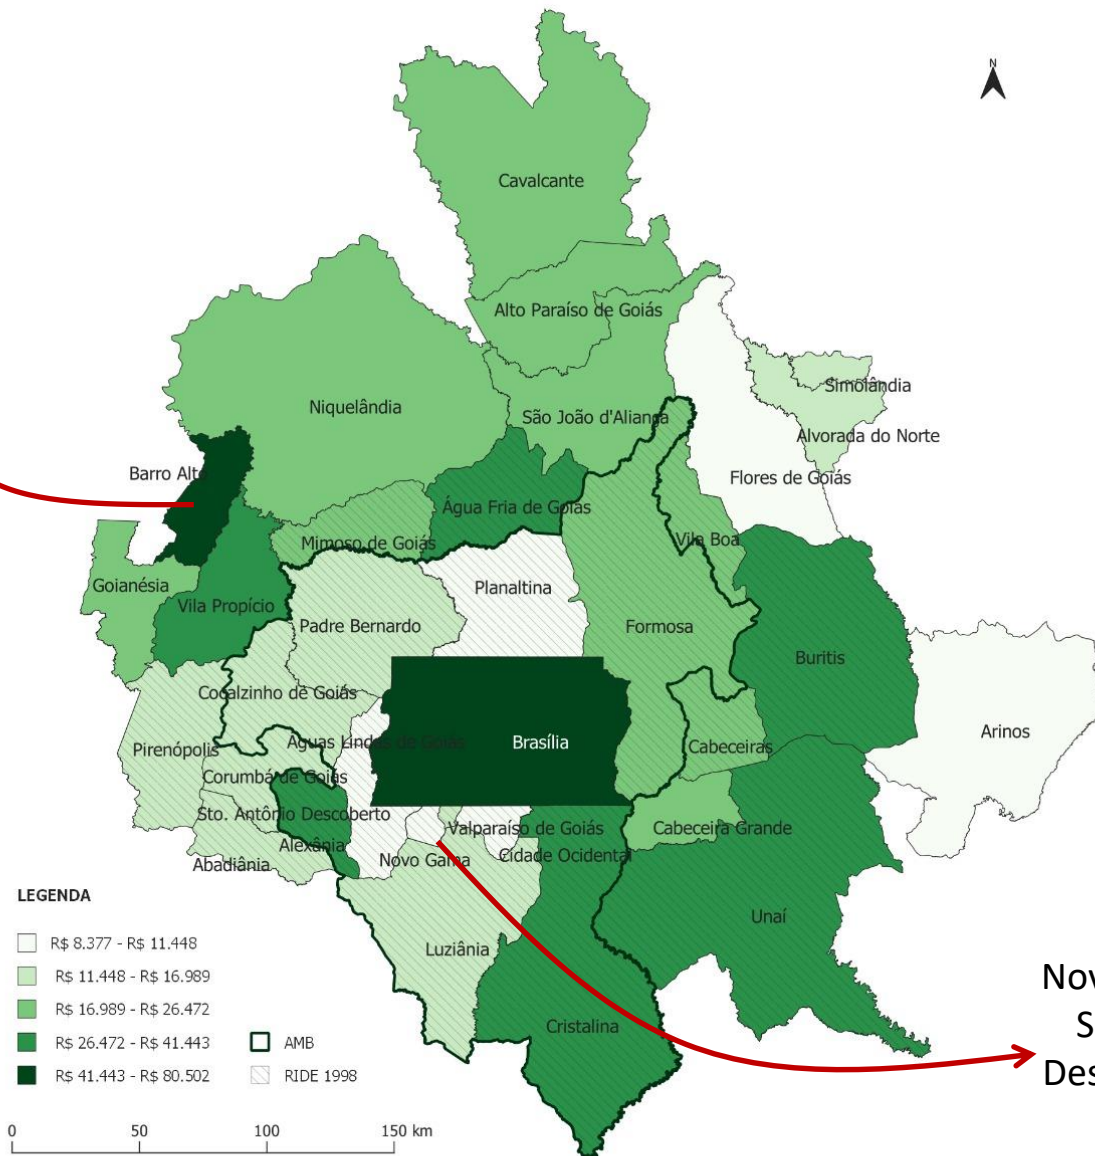 N
Cavalcante
Alto Paraíso de Goiás
Simolândia
Niquelândia
São João d'Aliança
Alvorada do Norte
Barro Alto
Flores de Goiás
Água Fria de Goiás
Mimoso de Goiás
Vila Boa
Goianésia
Planaltina
Vila Propício
Padre Bernardo
Formosa
Buritis
Cocalzinho de Goiás
Arinos
Pirenópolis
Águas Lindas de Goiás
Brasília
Cabeceiras
Corumbá de Goiás
Sto. Antônio Descoberto
Valparaíso de Goiás
Cabeceira Grande
Alexânia
Cidade Ocidental
Abadiânia
Novo Gama
LEGENDA
Unaí
R$ 8.377 - R$ 11.448
Luziânia
R$ 11.448 - R$ 16.989
R$ 16.989 - R$ 26.472
Nov
S
Cristalina
R$ 26.472 - R$ 41.443
AMB
R$ 41.443 - R$ 80.502
RIDE 1998
Des
0 50 100 150 km